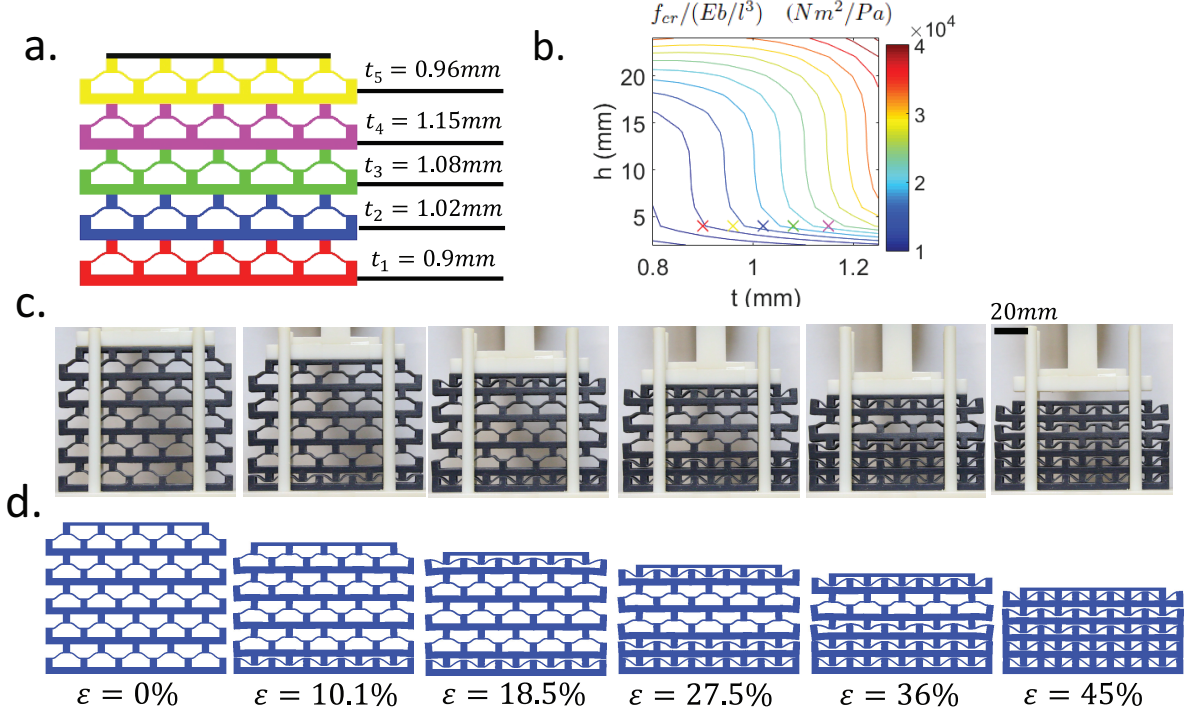 a.
t₅ = 0.96mm
t₄ = 1.15mm
t₃ = 1.08mm
t₂ = 1.02mm
t₁ = 0.9mm
b.
f_cr/(Eb/l³) (Nm²/Pa)
×10⁴
4
3
2
1
h (mm)
20
15
10
5
0.8 1 1.2
t (mm)
c.
20mm
d.
ε = 0% ε = 10.1% ε = 18.5% ε = 27.5% ε = 36% ε = 45%